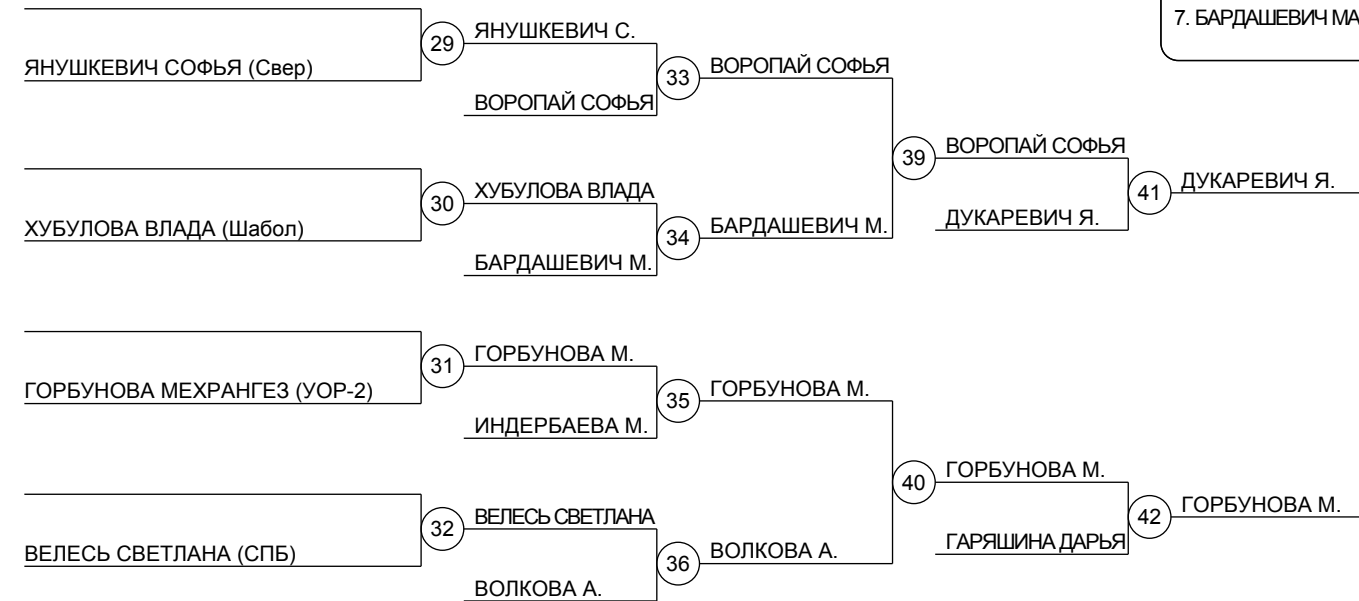 7. БАРДАШЕВИЧ МА
29
ЯНУШКЕВИЧ С.
ЯНУШКЕВИЧ СОФЬЯ (Свер)
33
ВОРОПАЙ СОФЬЯ
ВОРОПАЙ СОФЬЯ
39
ВОРОПАЙ СОФЬЯ
30
ХУБУЛОВА ВЛАДА
41
ДУКАРЕВИЧ Я.
ХУБУЛОВА ВЛАДА (Шабол)
34
БАРДАШЕВИЧ М.
ДУКАРЕВИЧ Я.
БАРДАШЕВИЧ М.
31
ГОРБУНОВА М.
ГОРБУНОВА МЕХРАНГЕЗ (УОР-2)
35
ГОРБУНОВА М.
ИНДЕРБАЕВА М.
40
ГОРБУНОВА М.
32
ВЕЛЕСЬ СВЕТЛАНА
42
ГОРБУНОВА М.
ВЕЛЕСЬ СВЕТЛАНА (СПБ)
36
ВОЛКОВА А.
ГАРЯШИНА ДАРЬЯ
ВОЛКОВА А.